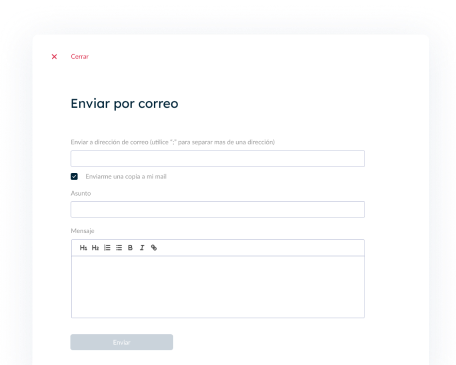 × Cerrar
Enviar por correo
Enviar a dirección de correo (utilice ";" para separar mas de una dirección)
Enviarme una copia a mi mail
Asunto
Mensaje
H1 H2 B I
Enviar